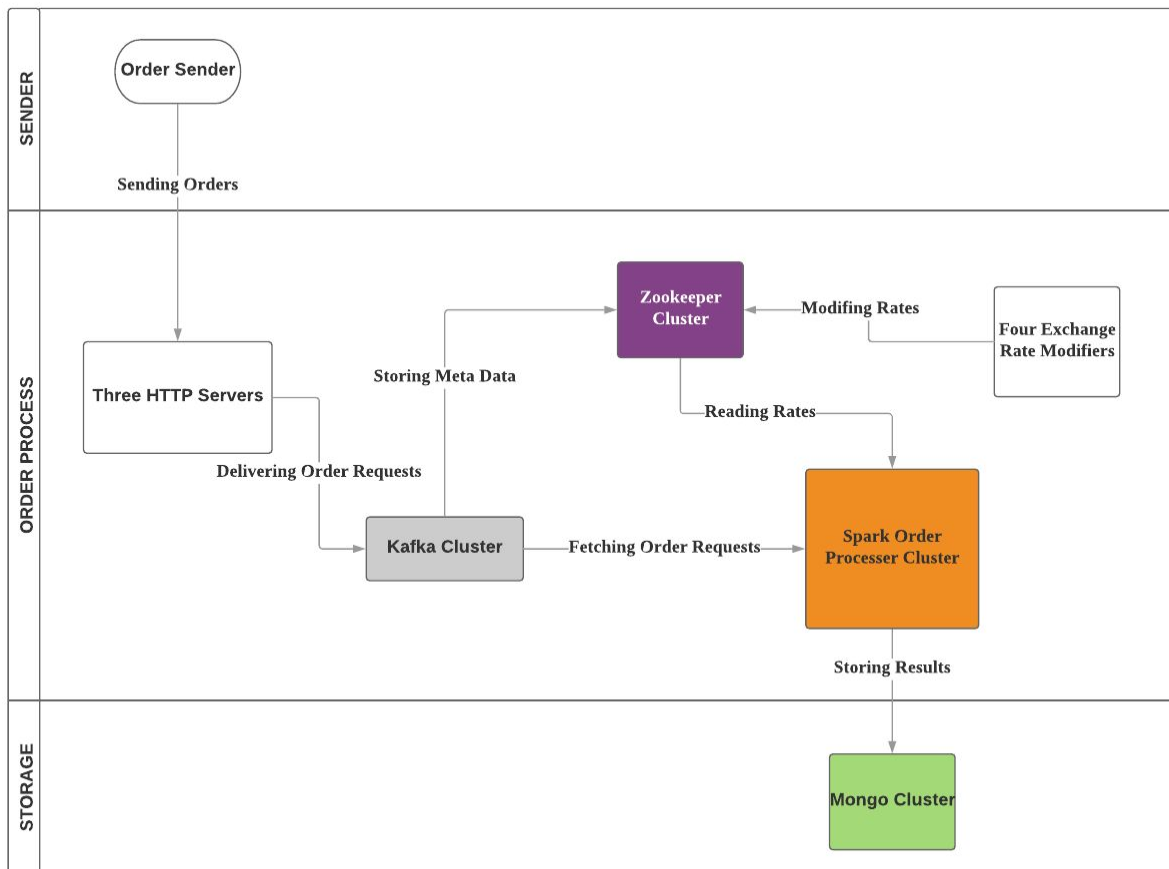 SENDER
Order Sender
Sending Orders
ORDER PROCESS
Zookeeper
Cluster
Modifing Rates
Four Exchange
Rate Modifiers
Three HTTP Servers
Storing Meta Data
Reading Rates
Delivering Order Requests
Kafka Cluster
Fetching Order Requests
Spark Order
Processer Cluster
Storing Results
STORAGE
Mongo Cluster